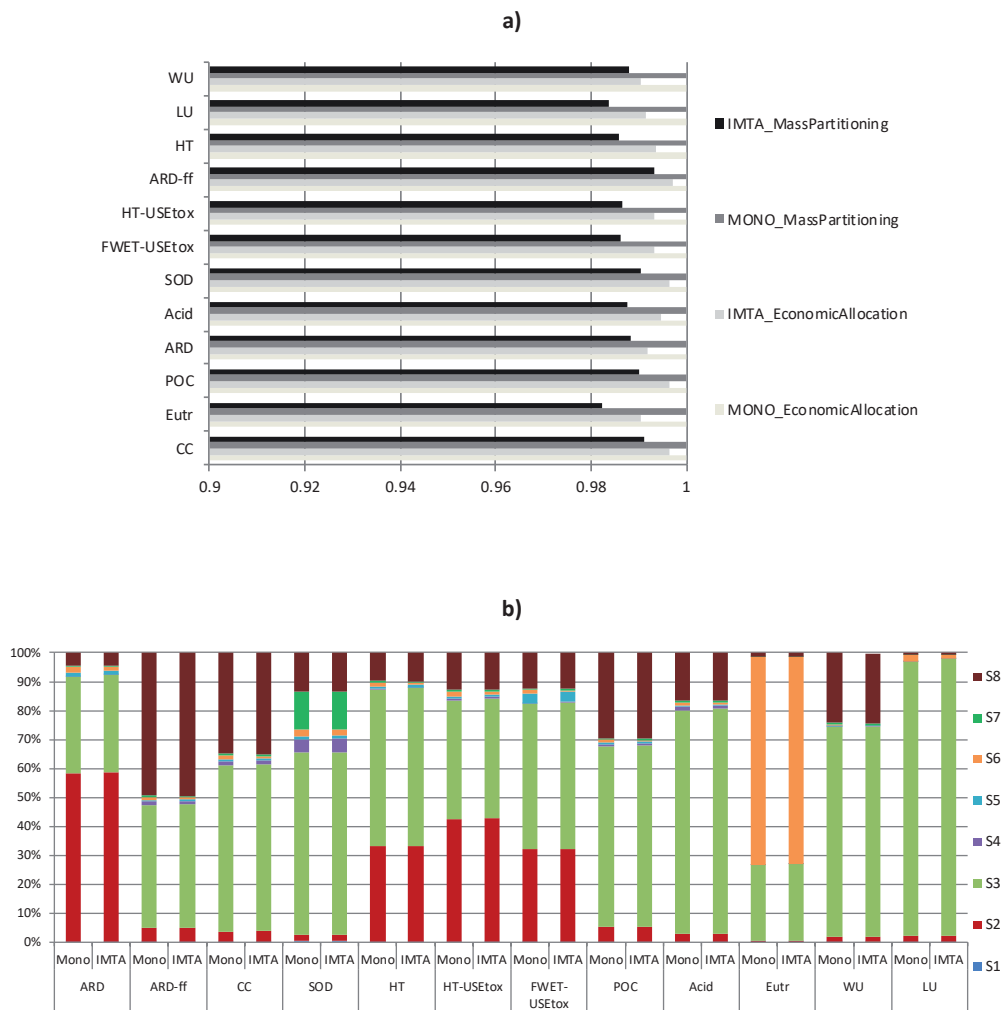 a)
WU
LU
HT
ARD-ff
HT-USEtox
FWET-USEtox
SOD
Acid
ARD
POC
Eutr
CC
0.9 0.92 0.94 0.96 0.98 1
IMTA_MassPartitioning
MONO_MassPartitioning
IMTA_EconomicAllocation
MONO_EconomicAllocation
b)
100%
90%
80%
70%
60%
50%
40%
30%
20%
10%
0%
Mono IMTA Mono IMTA Mono IMTA Mono IMTA Mono IMTA Mono IMTA Mono IMTA Mono IMTA Mono IMTA Mono IMTA Mono IMTA Mono IMTA
ARD ARD-ff CC SOD HT HT-USEtox FWET- POC Acid Eutr WU LU
USEtox
S8
S7
S6
S5
S4
S3
S2
S1